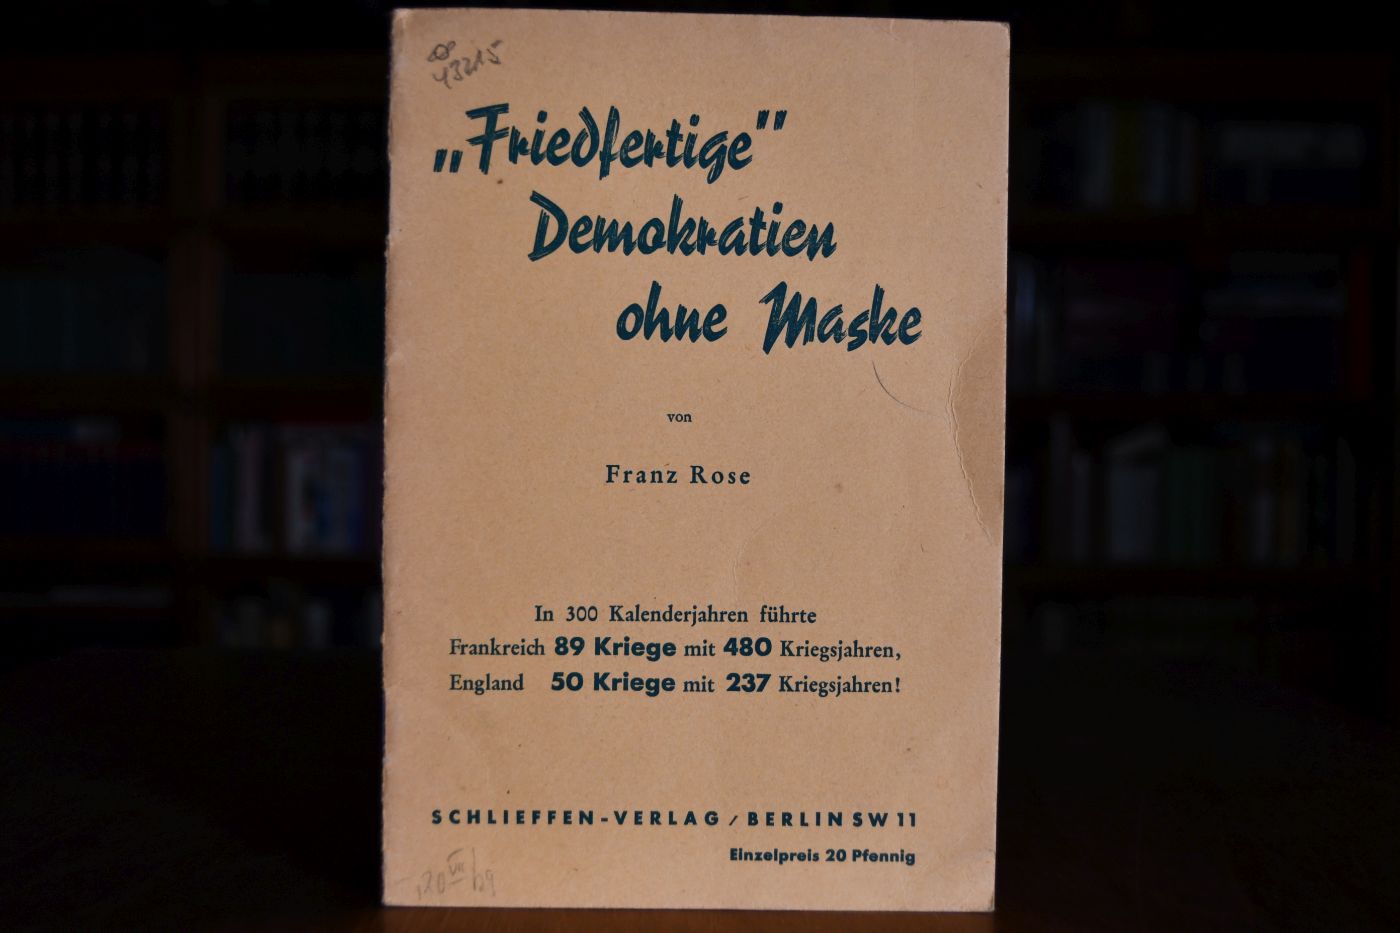 43215
„Friedfertige"
Demokratien
ohne Maske
von
Franz Rose
In 300 Kalenderjahren führte
Frankreich 89 Kriege mit 480 Kriegsjahren,
England 50 Kriege mit 237 Kriegsjahren!
SCHLIEFFEN-VERLAG / BERLIN SW 11
Einzelpreis 20 Pfennig